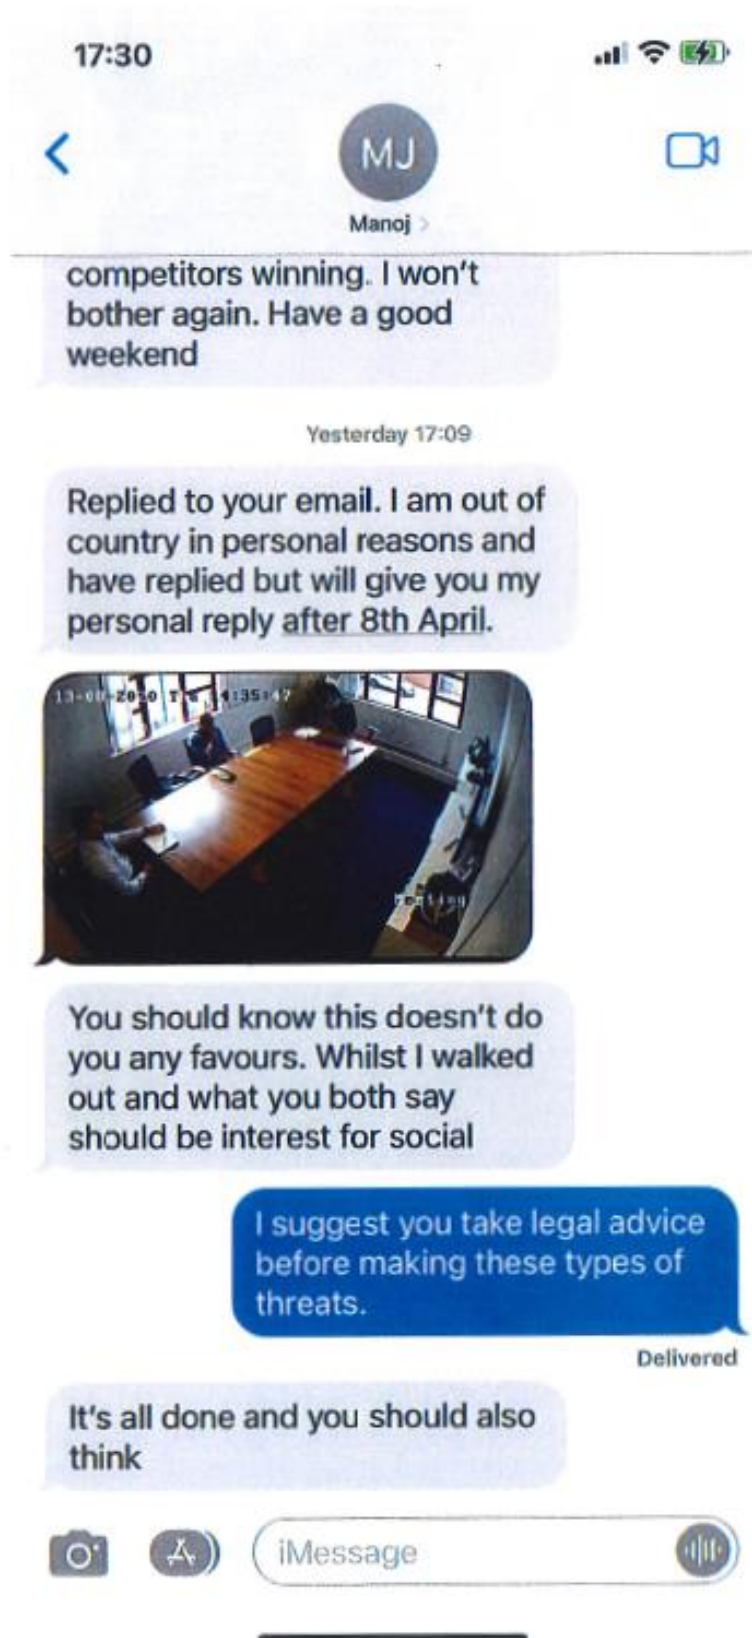 17:30
MJ
Manoj
competitors winning. I won't
bother again. Have a good
weekend
Yesterday 17:09
Replied to your email. I am out of
country in personal reasons and
have replied but will give you my
personal reply after 8th April.
You should know this doesn't do
you any favours. Whilst I walked
out and what you both say
should be interest for social
I suggest you take legal advice
before making these types of
threats.
Delivered
It's all done and you should also
think
iMessage